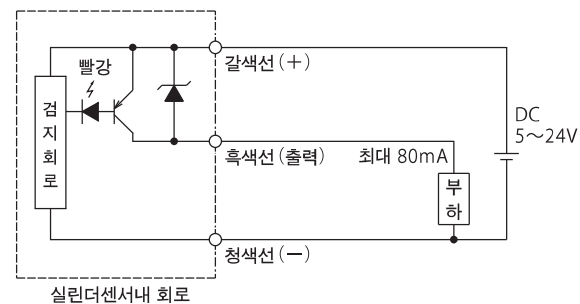 갈색선(+)
빨강
검
지
회
로
DC
5~24V
흑색선(출력)
최대 80mA
부
하
청색선(-)
실린더센서내 회로